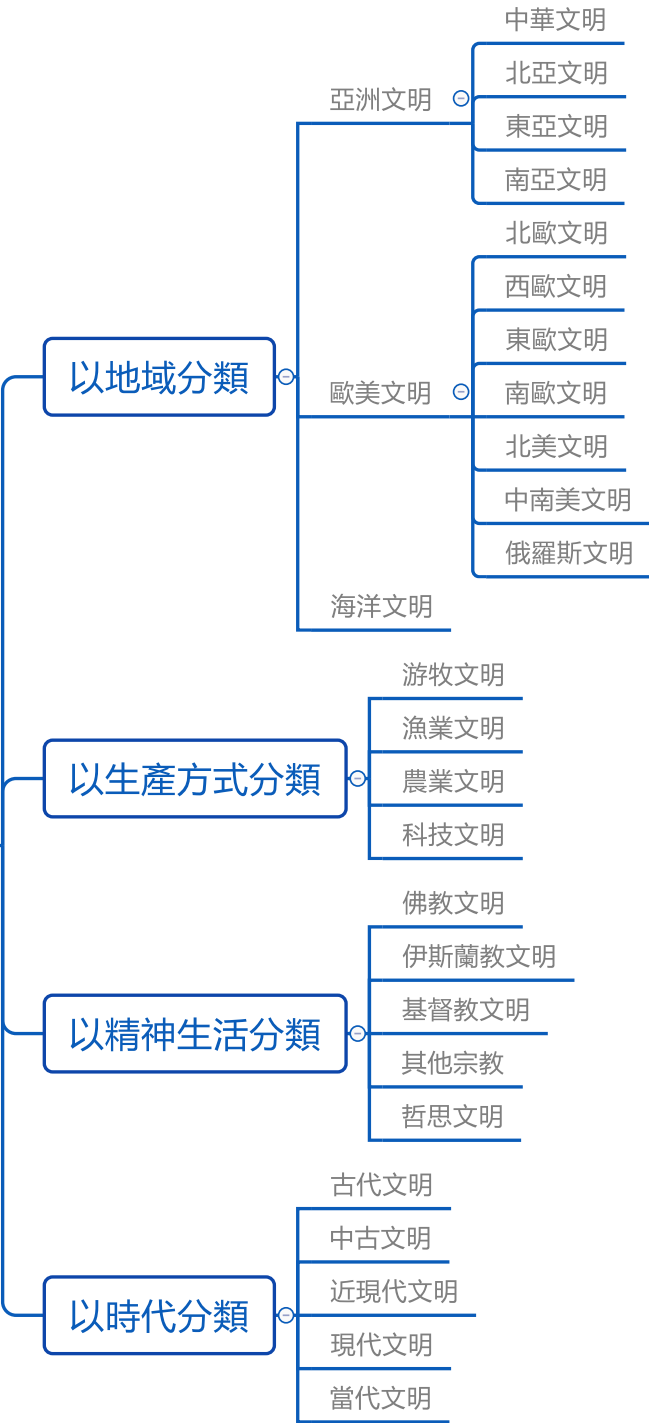 以地域分類
亞洲文明
中華文明
北亞文明
東亞文明
南亞文明
歐美文明
北歐文明
西歐文明
東歐文明
南歐文明
北美文明
中南美文明
俄羅斯文明
海洋文明
以生產方式分類
游牧文明
漁業文明
農業文明
科技文明
以精神生活分類
佛教文明
伊斯蘭教文明
基督教文明
其他宗教
哲思文明
以時代分類
古代文明
中古文明
近現代文明
現代文明
當代文明